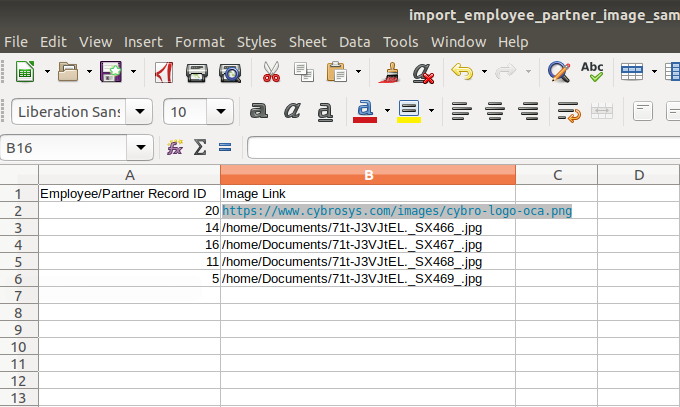 import_employee_partner_image_sam
File Edit View Insert Format Styles Sheet Data Tools Window Help
Abc
Liberation Sans 10 a a a a
B16 fx Σ =
A B C D
1 Employee/Partner Record ID Image Link
2 20 https://www.cybrosys.com/images/cybro-logo-oca.png
3 14 /home/Documents/71t-J3VJtEL._SX466_.jpg
4 16 /home/Documents/71t-J3VJtEL._SX467_.jpg
5 11 /home/Documents/71t-J3VJtEL._SX468_.jpg
6 5 /home/Documents/71t-J3VJtEL._SX469_.jpg
7
8
9
10
11
12
13